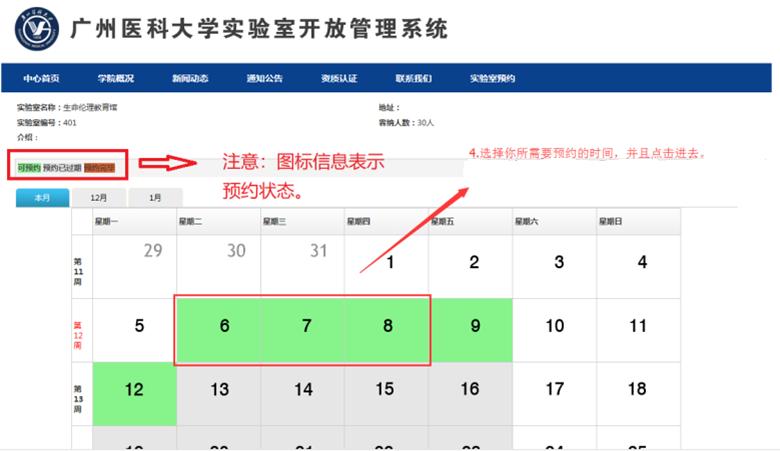 广州医科大学实验室开放管理系统
中心首页 学院概况 新闻动态 通知公告 资质认证 联系我们 实验室预约
实验室名称：生命伦理教育馆 地址：
实验室编号：401 容纳人数：30人
介绍：
可预约 预约已过期 预约完毕
注意：图标信息表示
预约状态。
4.选择你所需要预约的时间，并且点击进去。
本月 12月 1月
星期一 星期二 星期三 星期四 星期五 星期六 星期日
第11周 29 30 31 1 2 3 4
第12周 5 6 7 8 9 10 11
第13周 12 13 14 15 16 17 18